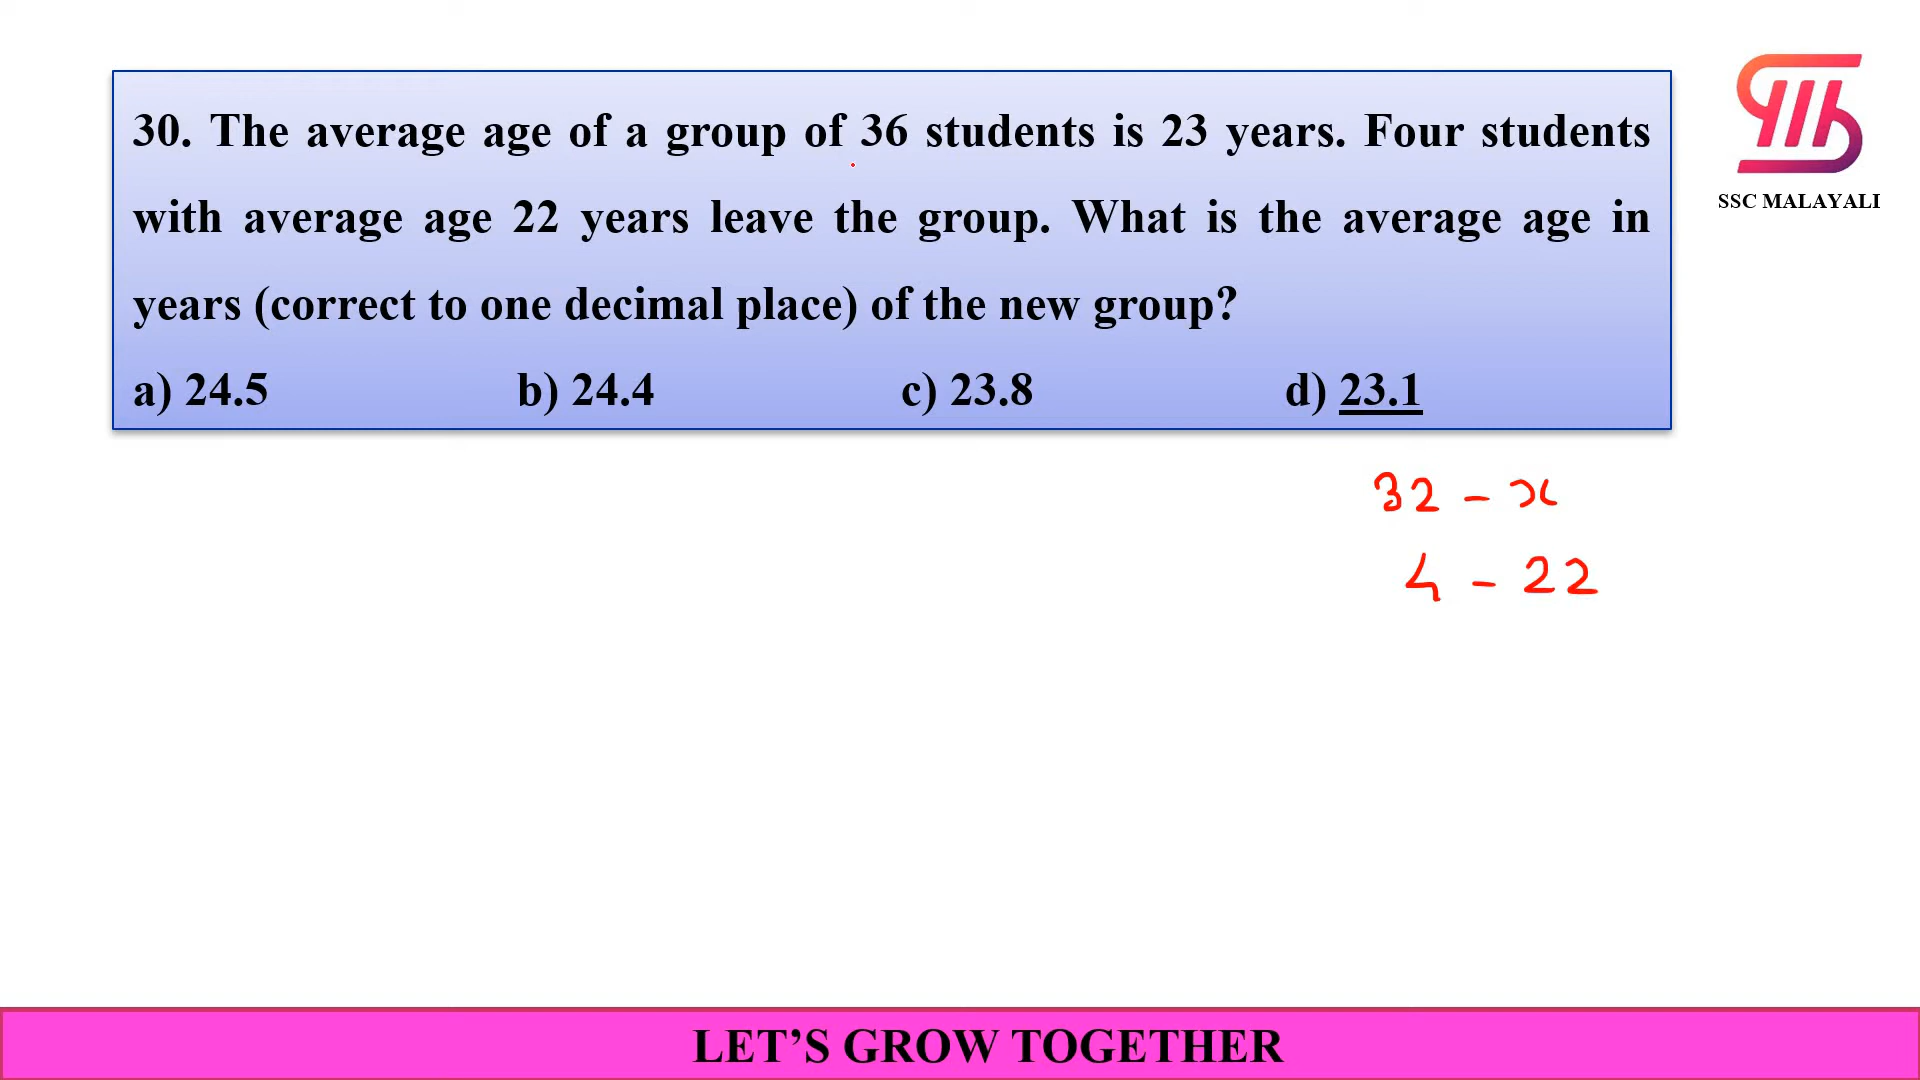 30. The average age of a group of 36 students is 23 years. Four students
with average age 22 years leave the group. What is the average age in
years (correct to one decimal place) of the new group?
a) 24.5 b) 24.4 c) 23.8 d) 23.1
SSC MALAYALI
32 - x
4 - 22
LET’S GROW TOGETHER